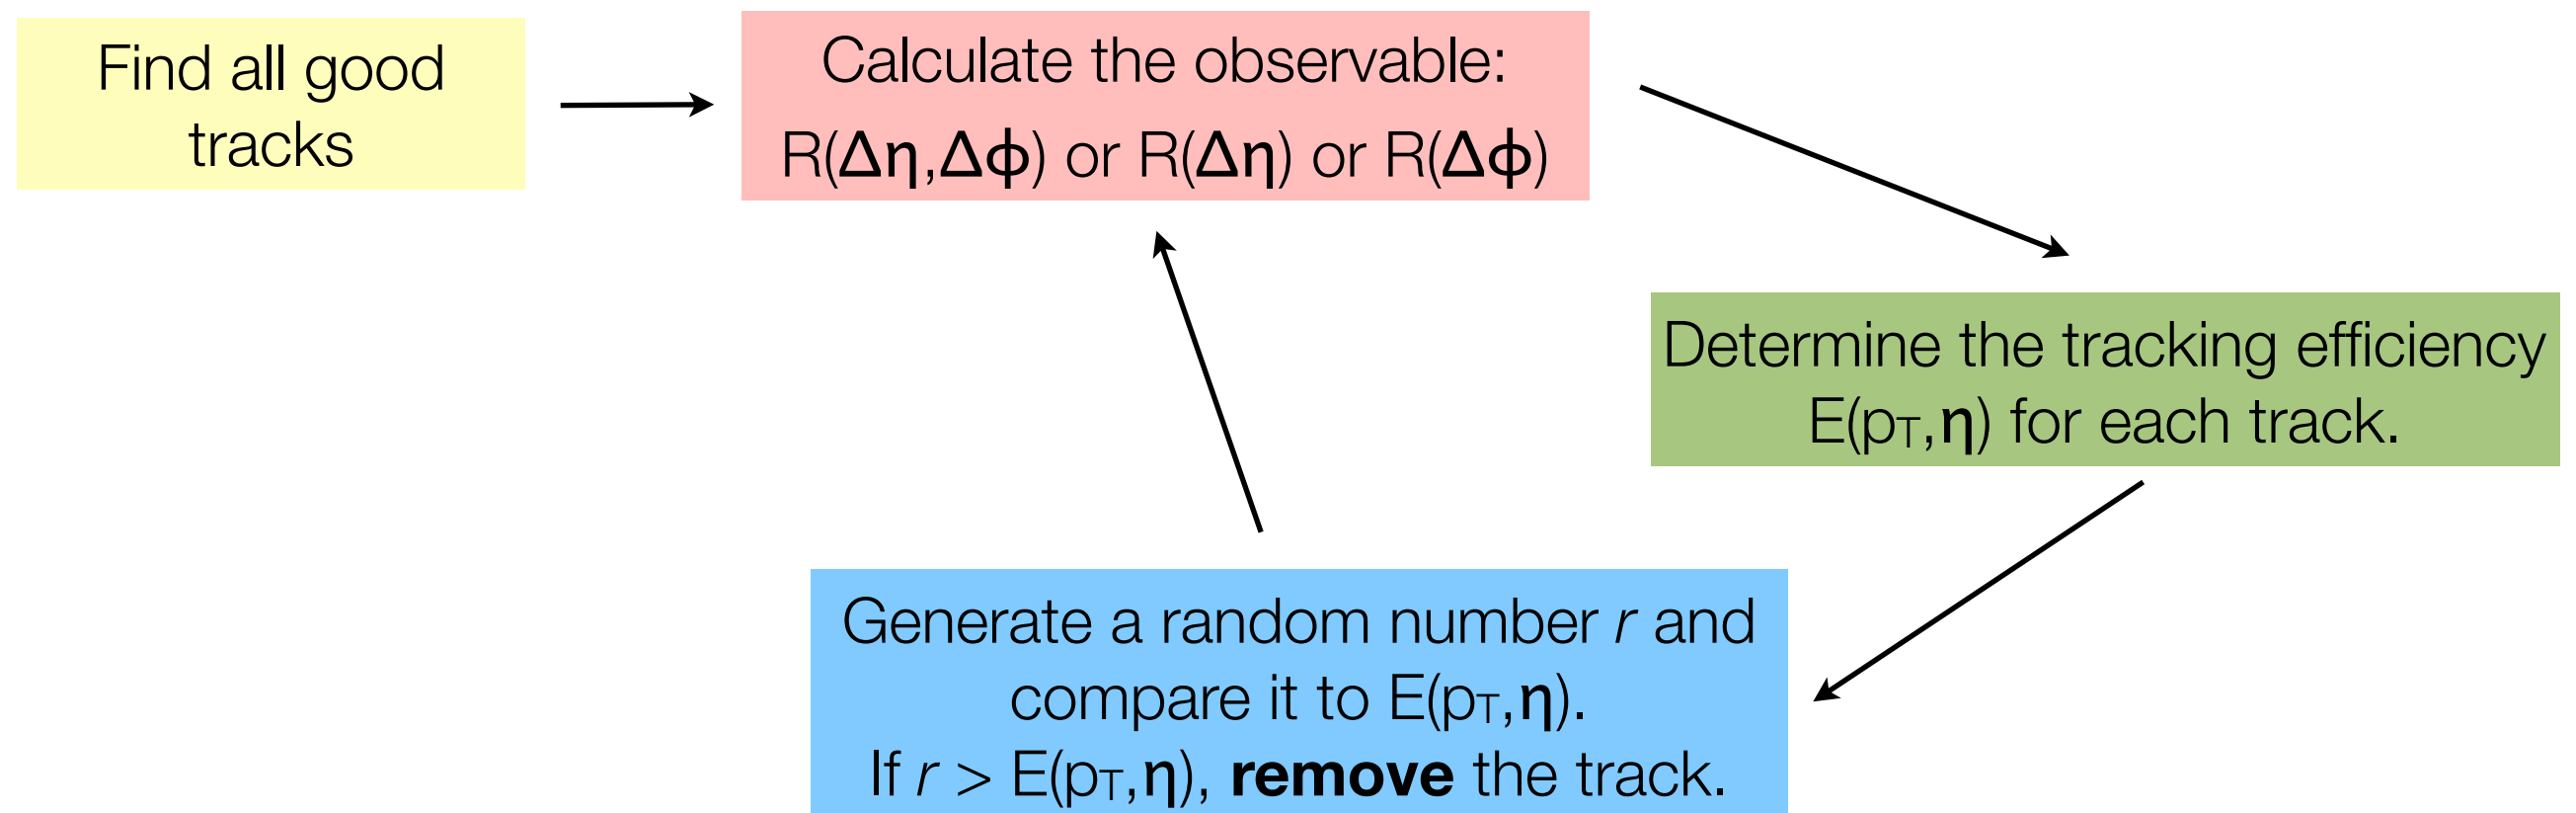 Find all good
tracks
Calculate the observable:
R(Δη,Δϕ) or R(Δη) or R(Δϕ)
Determine the tracking efficiency
E(pT,η) for each track.
Generate a random number r and
compare it to E(pT,η).
If r > E(pT,η), remove the track.